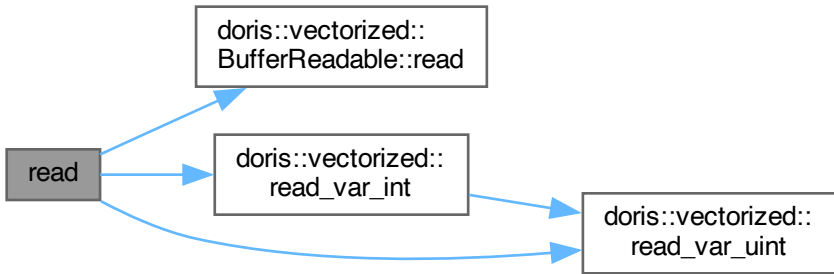 doris::vectorized::
BufferReadable::read
read
doris::vectorized::
read_var_int
doris::vectorized::
read_var_uint